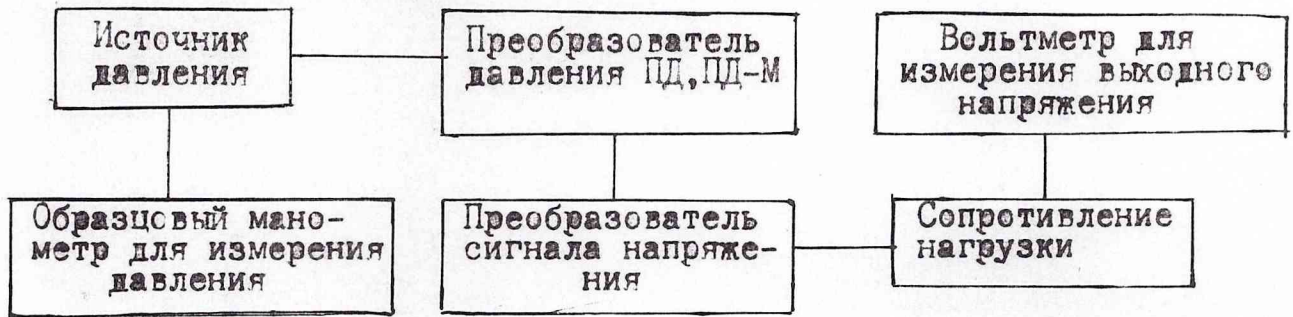 Источник
давления
Преобразователь
давления ПД,ПД-М
Вольтметр для
измерения выходного
напряжения
Образцовый мано-
метр для измерения
давления
Преобразователь
сигнала напряже-
ния
Сопротивление
нагрузки